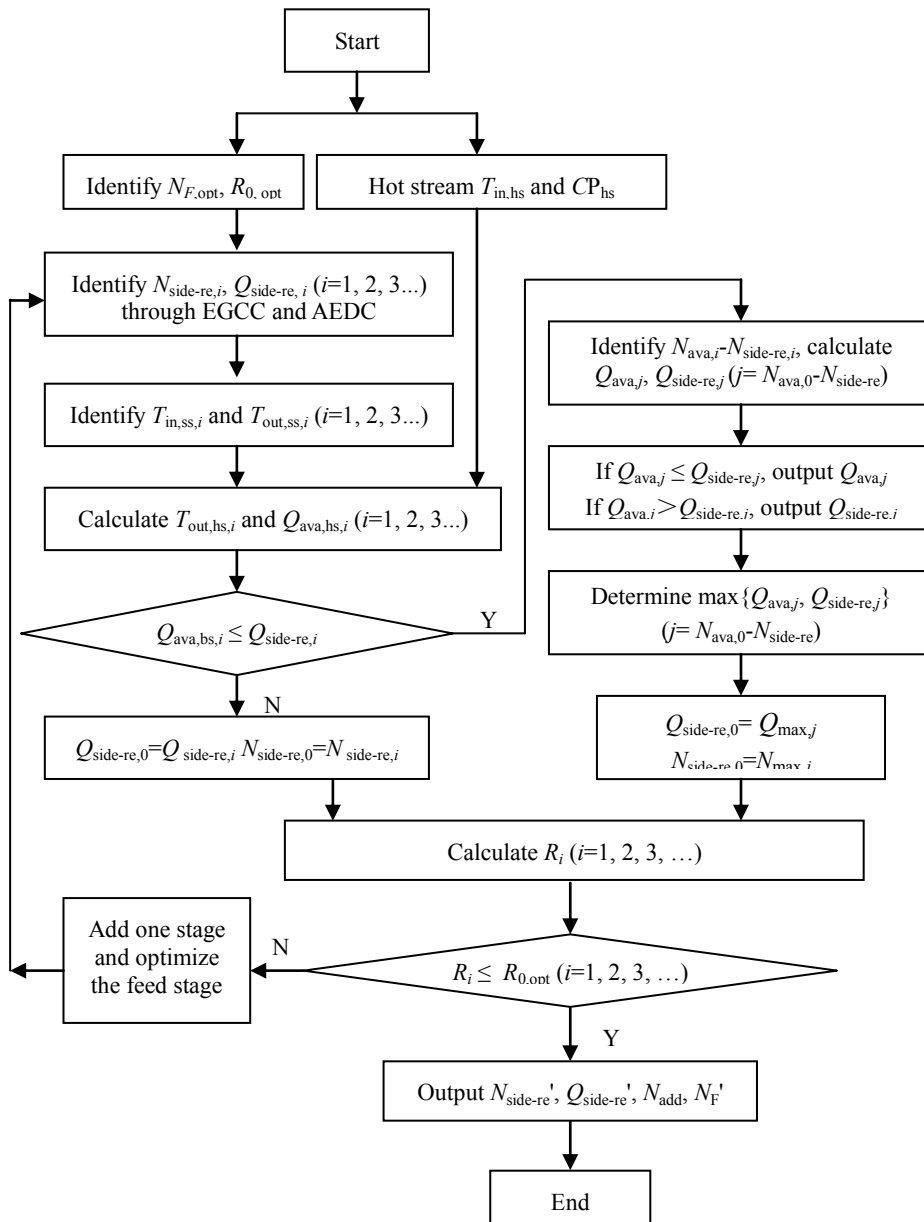 Start
Identify N_F,opt, R_0, opt
Hot stream T_in,hs and CP_hs
Identify N_side-re,i, Q_side-re, i (i=1, 2, 3...)
through EGCC and AEDC
Identify T_in,ss,i and T_out,ss,i (i=1, 2, 3...)
Calculate T_out,hs,i and Q_ava,hs,i (i=1, 2, 3...)
Q_ava,bs,i ≤ Q_side-re,i
Y
N
Q_side-re,0=Q_side-re,i N_side-re,0=N_side-re,i
Identify N_ava,i-N_side-re,i, calculate
Q_ava,j, Q_side-re,j (j= N_ava,0-N_side-re)
If Q_ava,j ≤ Q_side-re,j, output Q_ava,j
If Q_ava,j > Q_side-re,j, output Q_side-re,j
Determine max{Q_ava,j, Q_side-re,j}
(j= N_ava,0-N_side-re)
Q_side-re,0= Q_max,j
N_side-re,0=N_max,j
Calculate R_i (i=1, 2, 3, …)
Add one stage
and optimize
the feed stage
N
R_i ≤ R_0,opt (i=1, 2, 3, …)
Y
Output N_side-re', Q_side-re', N_add, N_F'
End